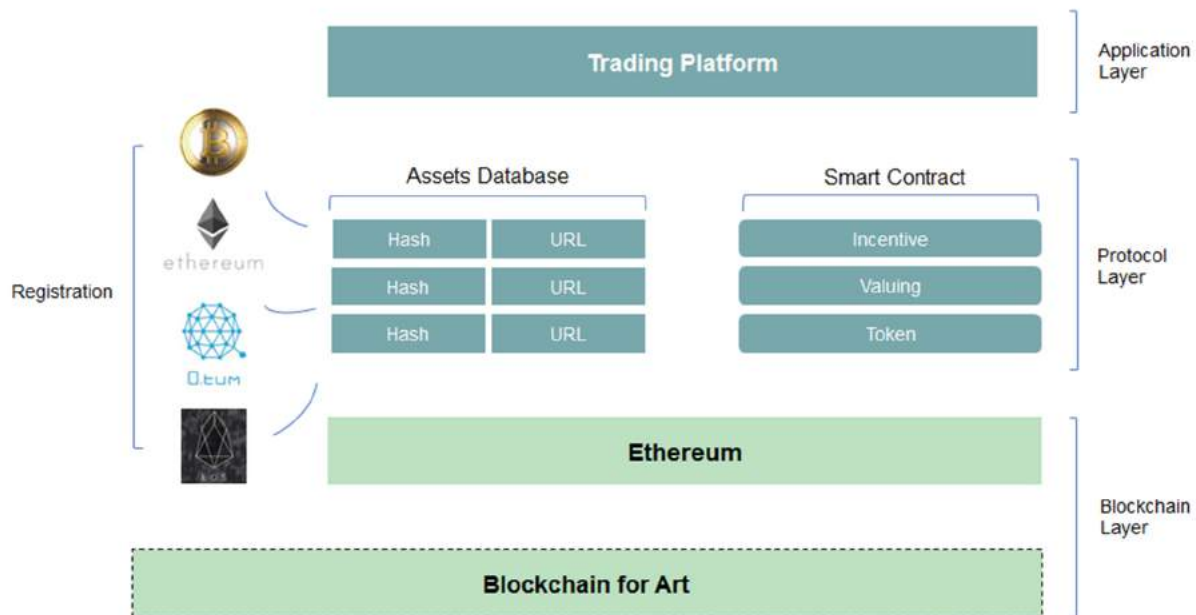 Trading Platform
Application
Layer
B
Assets Database
Smart Contract
Hash
URL
Incentive
ethereum
Protocol
Layer
Hash
URL
Valuing
Registration
Hash
URL
Token
Ethereum
Blockchain
Layer
Blockchain for Art